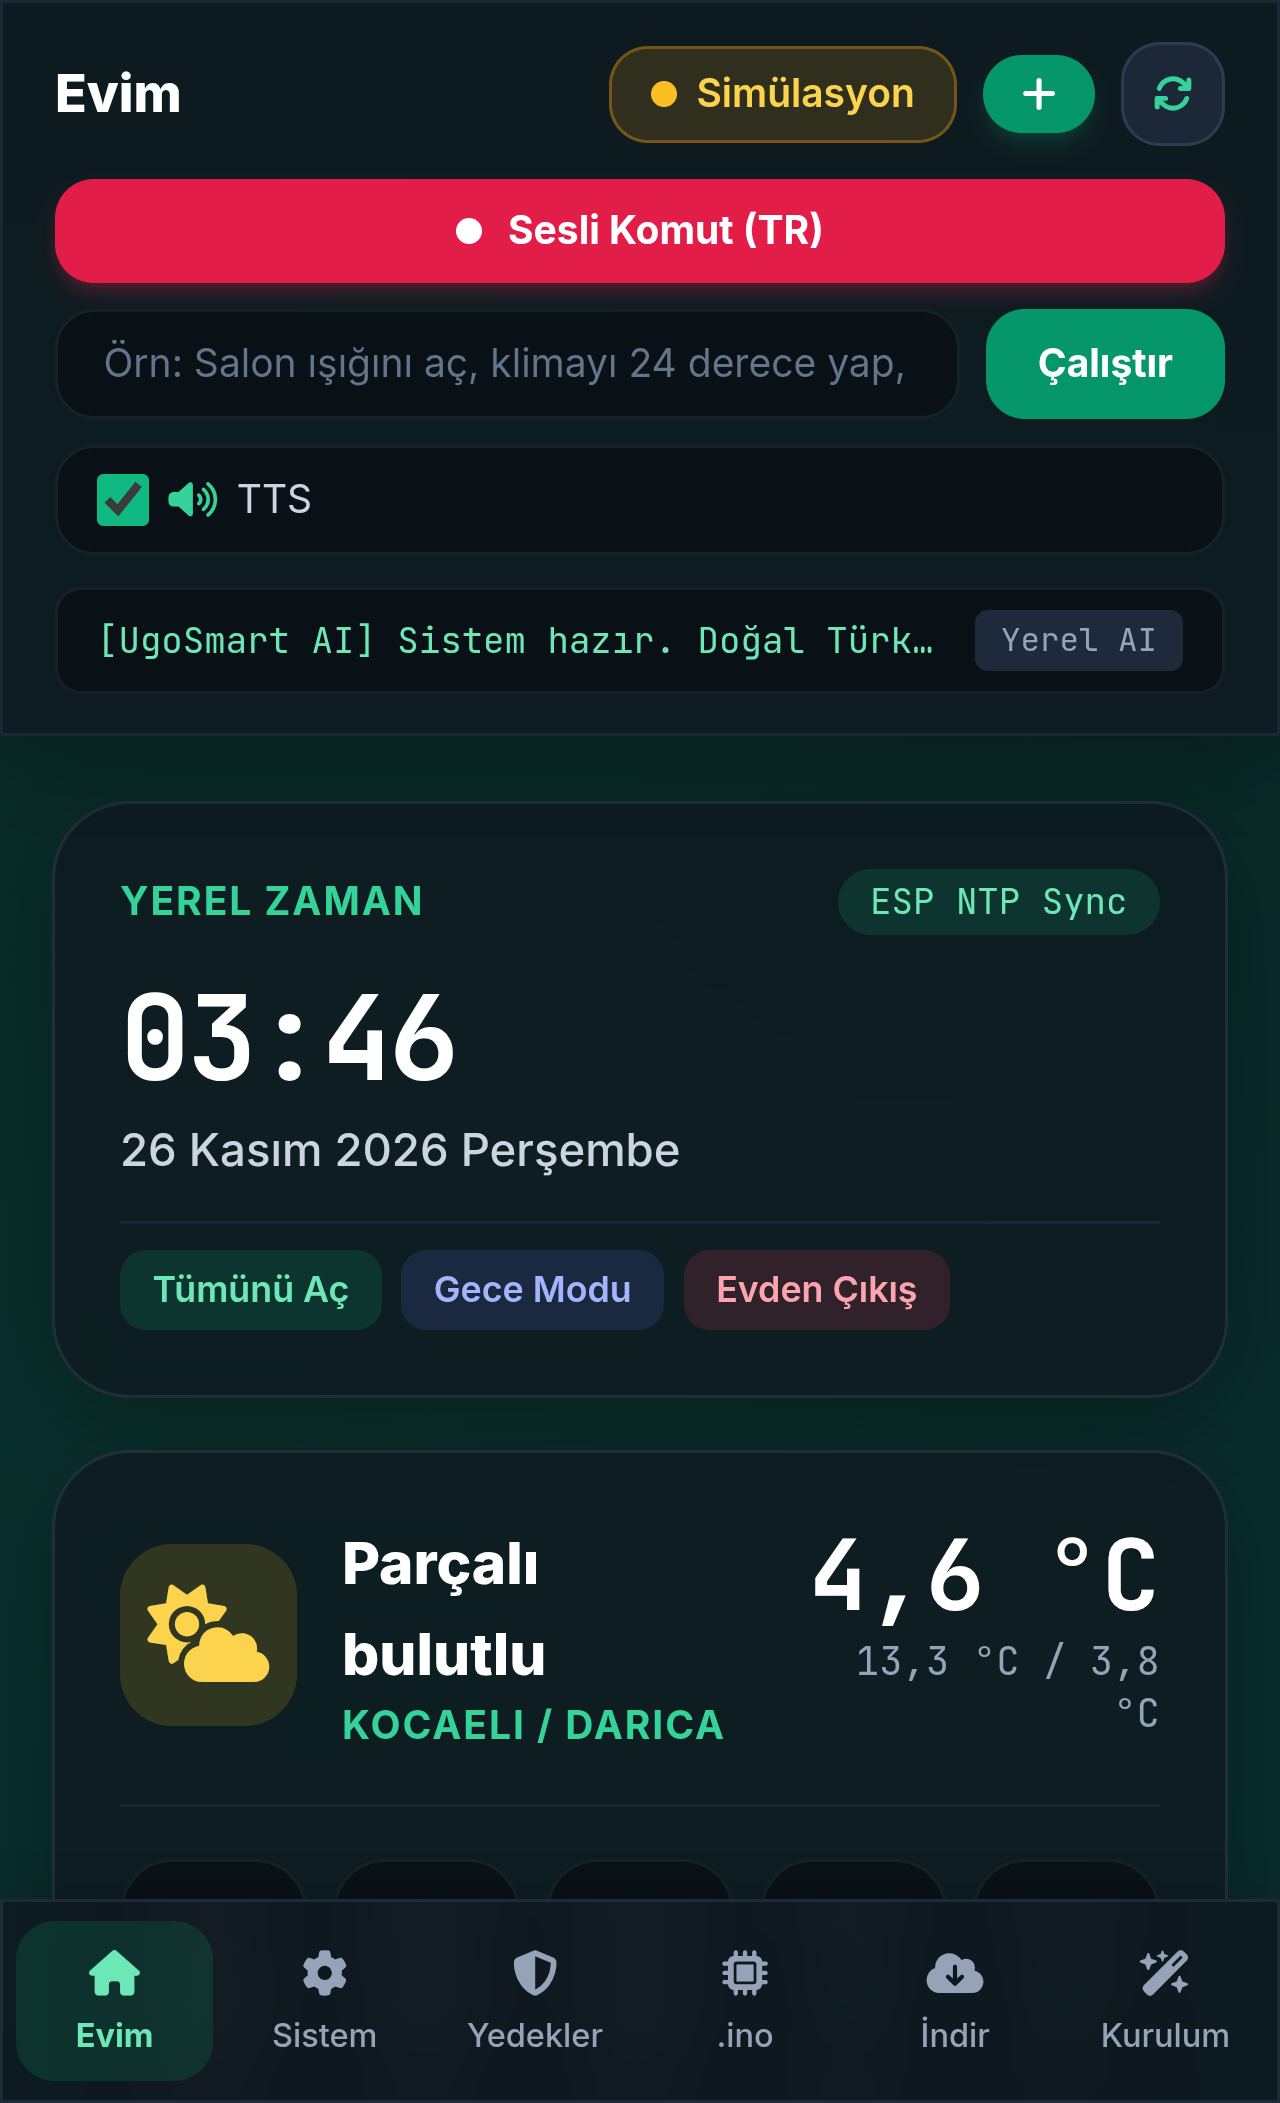 Evim
Simülasyon
Sesli Komut (TR)
Örn: Salon ışığını aç, klimayı 24 derece yap,
Çalıştır
TTS
[UgoSmart AI] Sistem hazır. Doğal Türk…
Yerel AI
YEREL ZAMAN
ESP NTP Sync
03:46
26 Kasım 2026 Perşembe
Tümünü Aç
Gece Modu
Evden Çıkış
Parçalı
bulutlu
KOCAELI / DARICA
4,6 °C
13,3 °C / 3,8
°C
Evim
Sistem
Yedekler
.ino
İndir
Kurulum